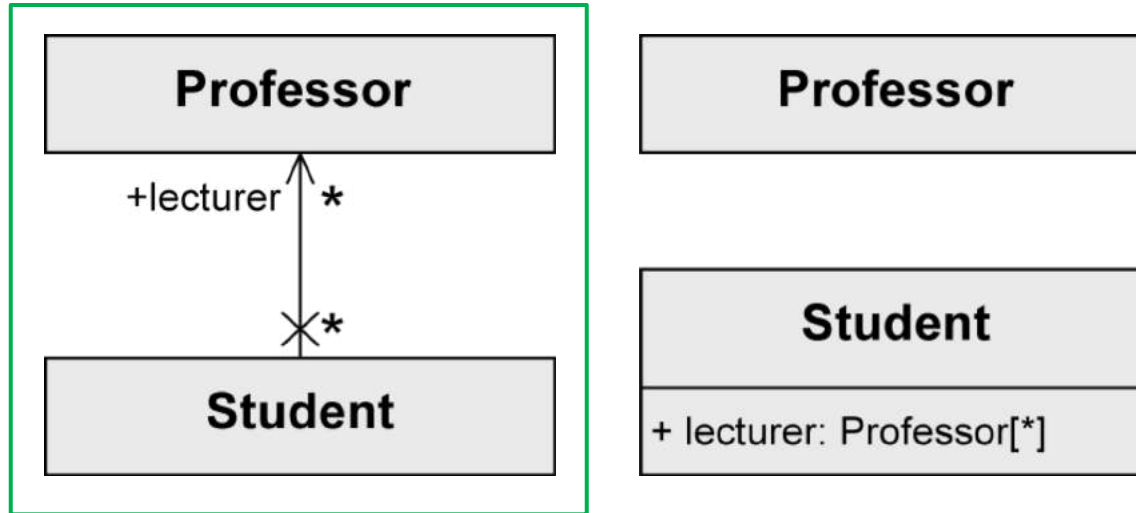 Professor
+lecturer *
*
Student
Professor
Student
+ lecturer: Professor[*]